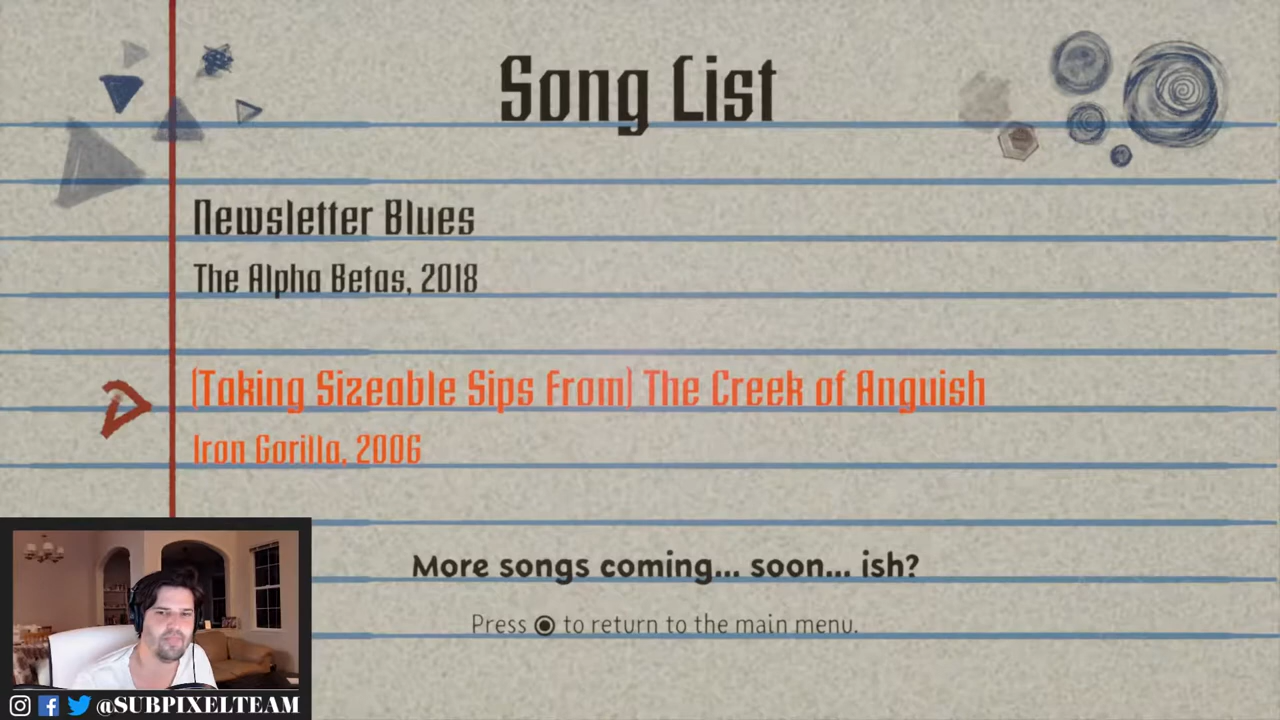 Song List
Newsletter Blues
The Alpha Betas, 2018
(Taking Sizeable Sips From) The Creek of Anguish
Iron Gorilla, 2006
More songs coming... soon... ish?
Press to return to the main menu.
@SUBPIXELTEAM